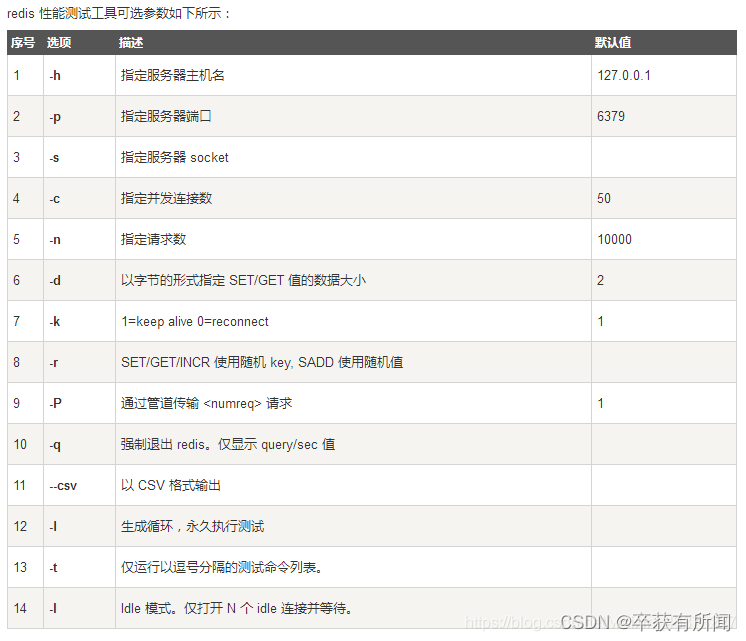 redis 性能测试工具可选参数如下所示：
序号 选项 描述 默认值
1 -h 指定服务器主机名 127.0.0.1
2 -p 指定服务器端口 6379
3 -s 指定服务器 socket
4 -c 指定并发连接数 50
5 -n 指定请求数 10000
6 -d 以字节的形式指定 SET/GET 值的数据大小 2
7 -k 1=keep alive 0=reconnect 1
8 -r SET/GET/INCR 使用随机 key, SADD 使用随机值
9 -P 通过管道传输 <numreq> 请求 1
10 -q 强制退出 redis。仅显示 query/sec 值
11 --csv 以 CSV 格式输出
12 -l 生成循环，永久执行测试
13 -t 仅运行以逗号分隔的测试命令列表。
14 -I Idle 模式。仅打开 N 个 idle 连接并等待。
CSDN @卒获有所闻